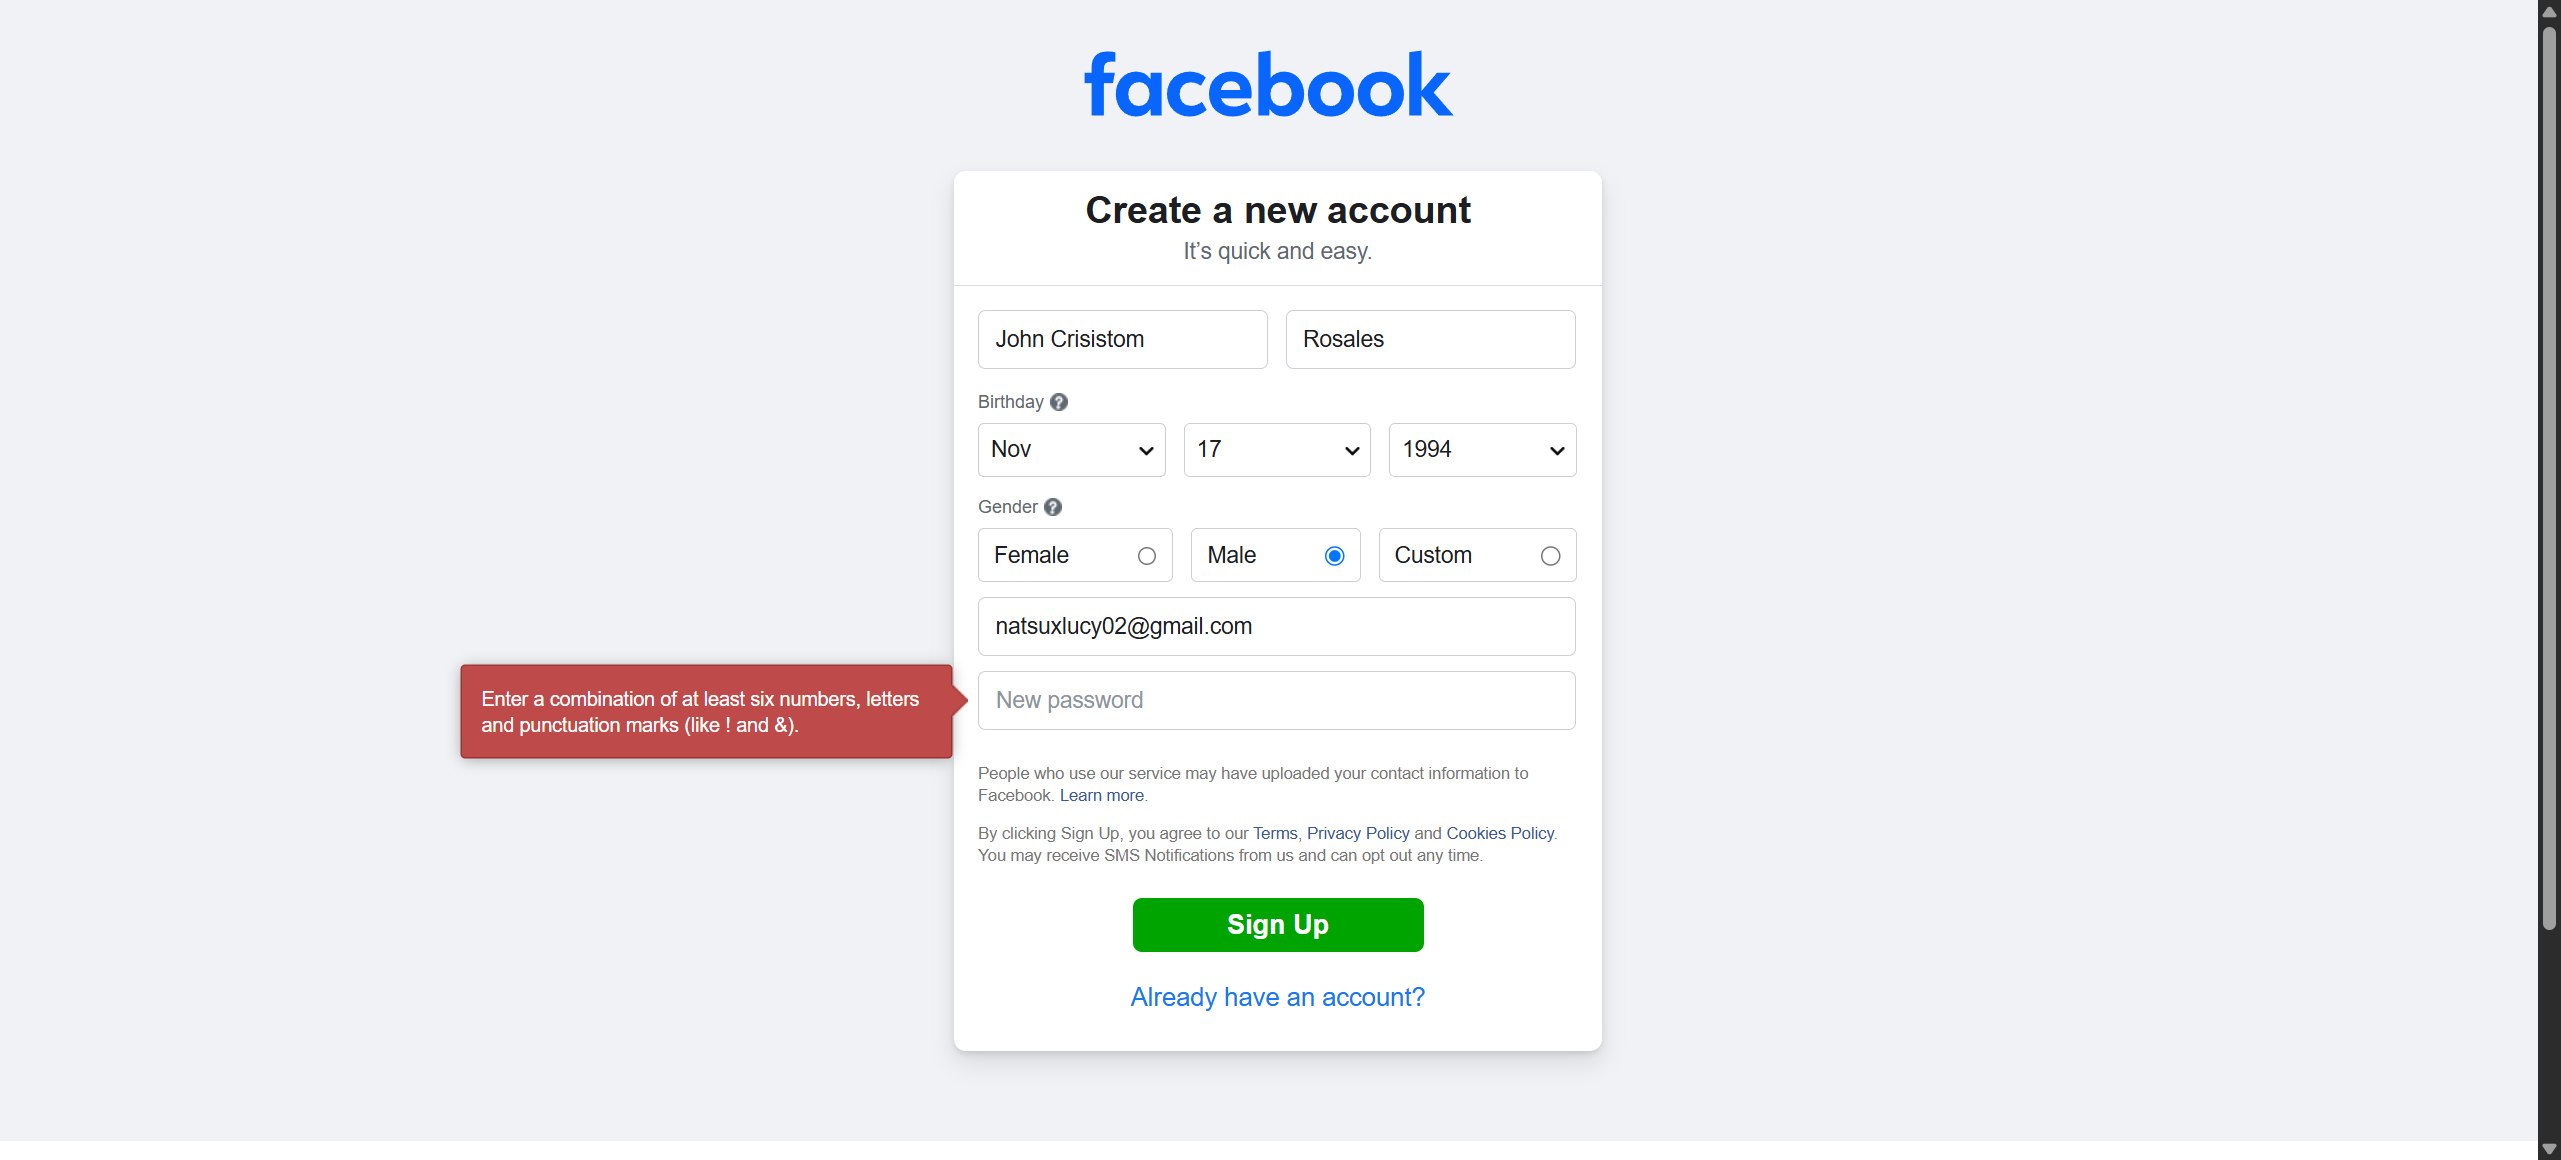 facebook
Create a new account
It’s quick and easy.
John Crisistom Rosales
Birthday ?
Nov 17 1994
Gender ?
Female Male Custom
natsuxlucy02@gmail.com
Enter a combination of at least six numbers, letters
and punctuation marks (like ! and &).
New password
People who use our service may have uploaded your contact information to
Facebook. Learn more.
By clicking Sign Up, you agree to our Terms, Privacy Policy and Cookies Policy.
You may receive SMS Notifications from us and can opt out any time.
Sign Up
Already have an account?